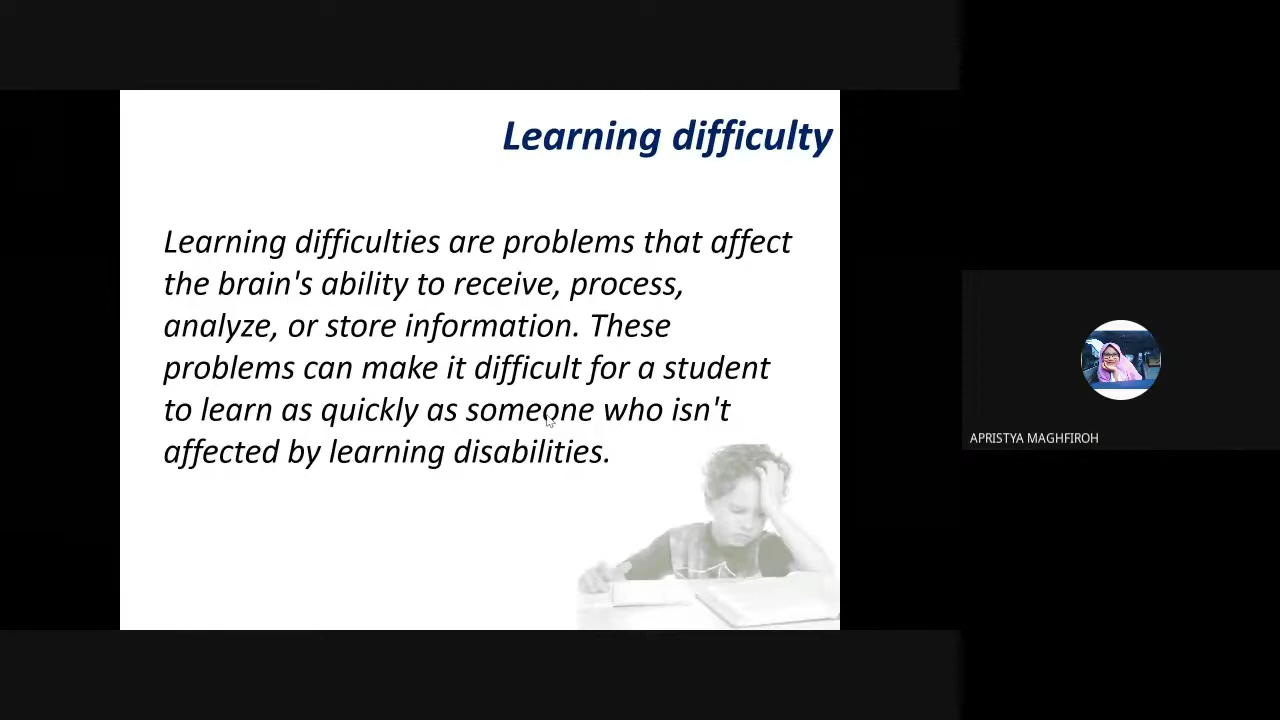 Learning difficulty
Learning difficulties are problems that affect
the brain's ability to receive, process,
analyze, or store information. These
problems can make it difficult for a student
to learn as quickly as someone who isn't
affected by learning disabilities.
APRISTYA MAGHFIROH